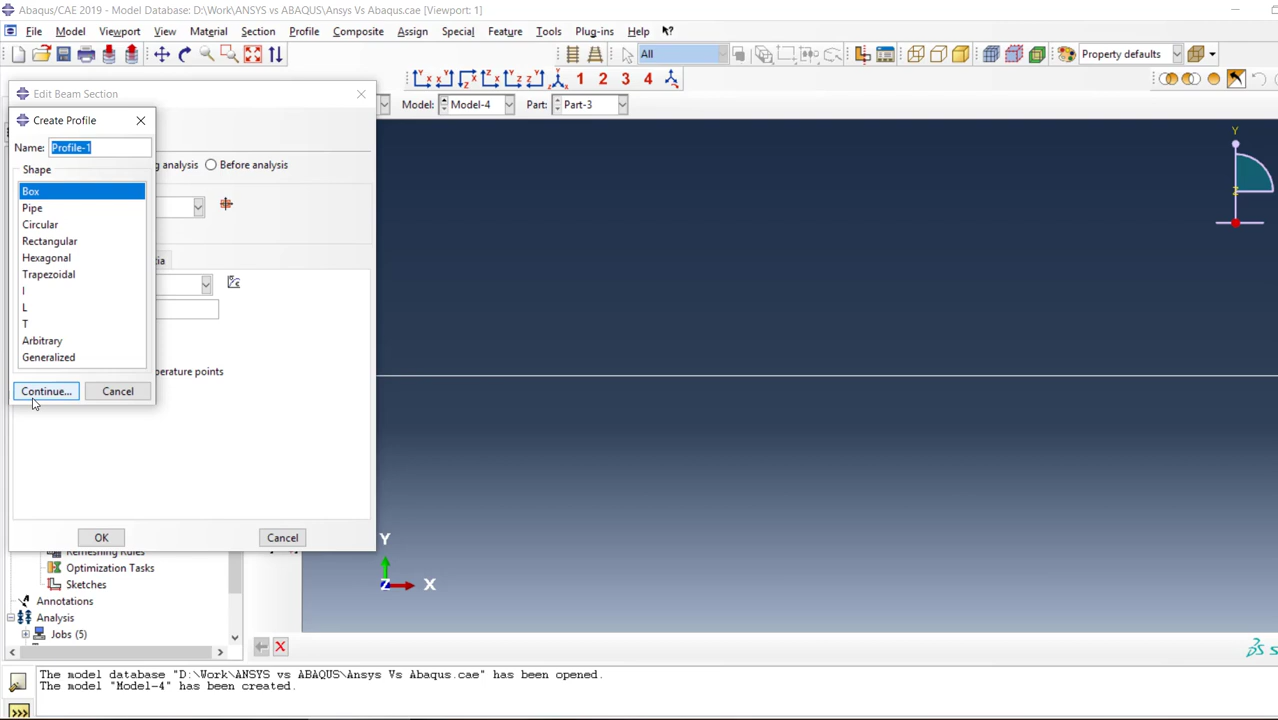 Abaqus/CAE 2019 - Model Database: D:\Work\ANSYS vs ABAQUS\Ansys Vs Abaqus.cae [Viewport: 1]
File Model Viewport View Material Section Profile Composite Assign Special Feature Tools Plug-ins Help
All Property defaults
1 2 3 4
Edit Beam Section
Model: Model-4 Part: Part-3
Create Profile
Name: Profile-1
g analysis Before analysis
Shape
Box
Pipe
Circular
Rectangular
Hexagonal
Trapezoidal
I
L
T
Arbitrary
Generalized
Continue... Cancel
perature points
OK Cancel
Remeshing Rules
Optimization Tasks
Sketches
Annotations
Analysis
Jobs (5)
Y
Z
Y
Z X
The model database "D:\Work\ANSYS vs ABAQUS\Ansys Vs Abaqus.cae" has been opened.
The model "Model-4" has been created.
>>>